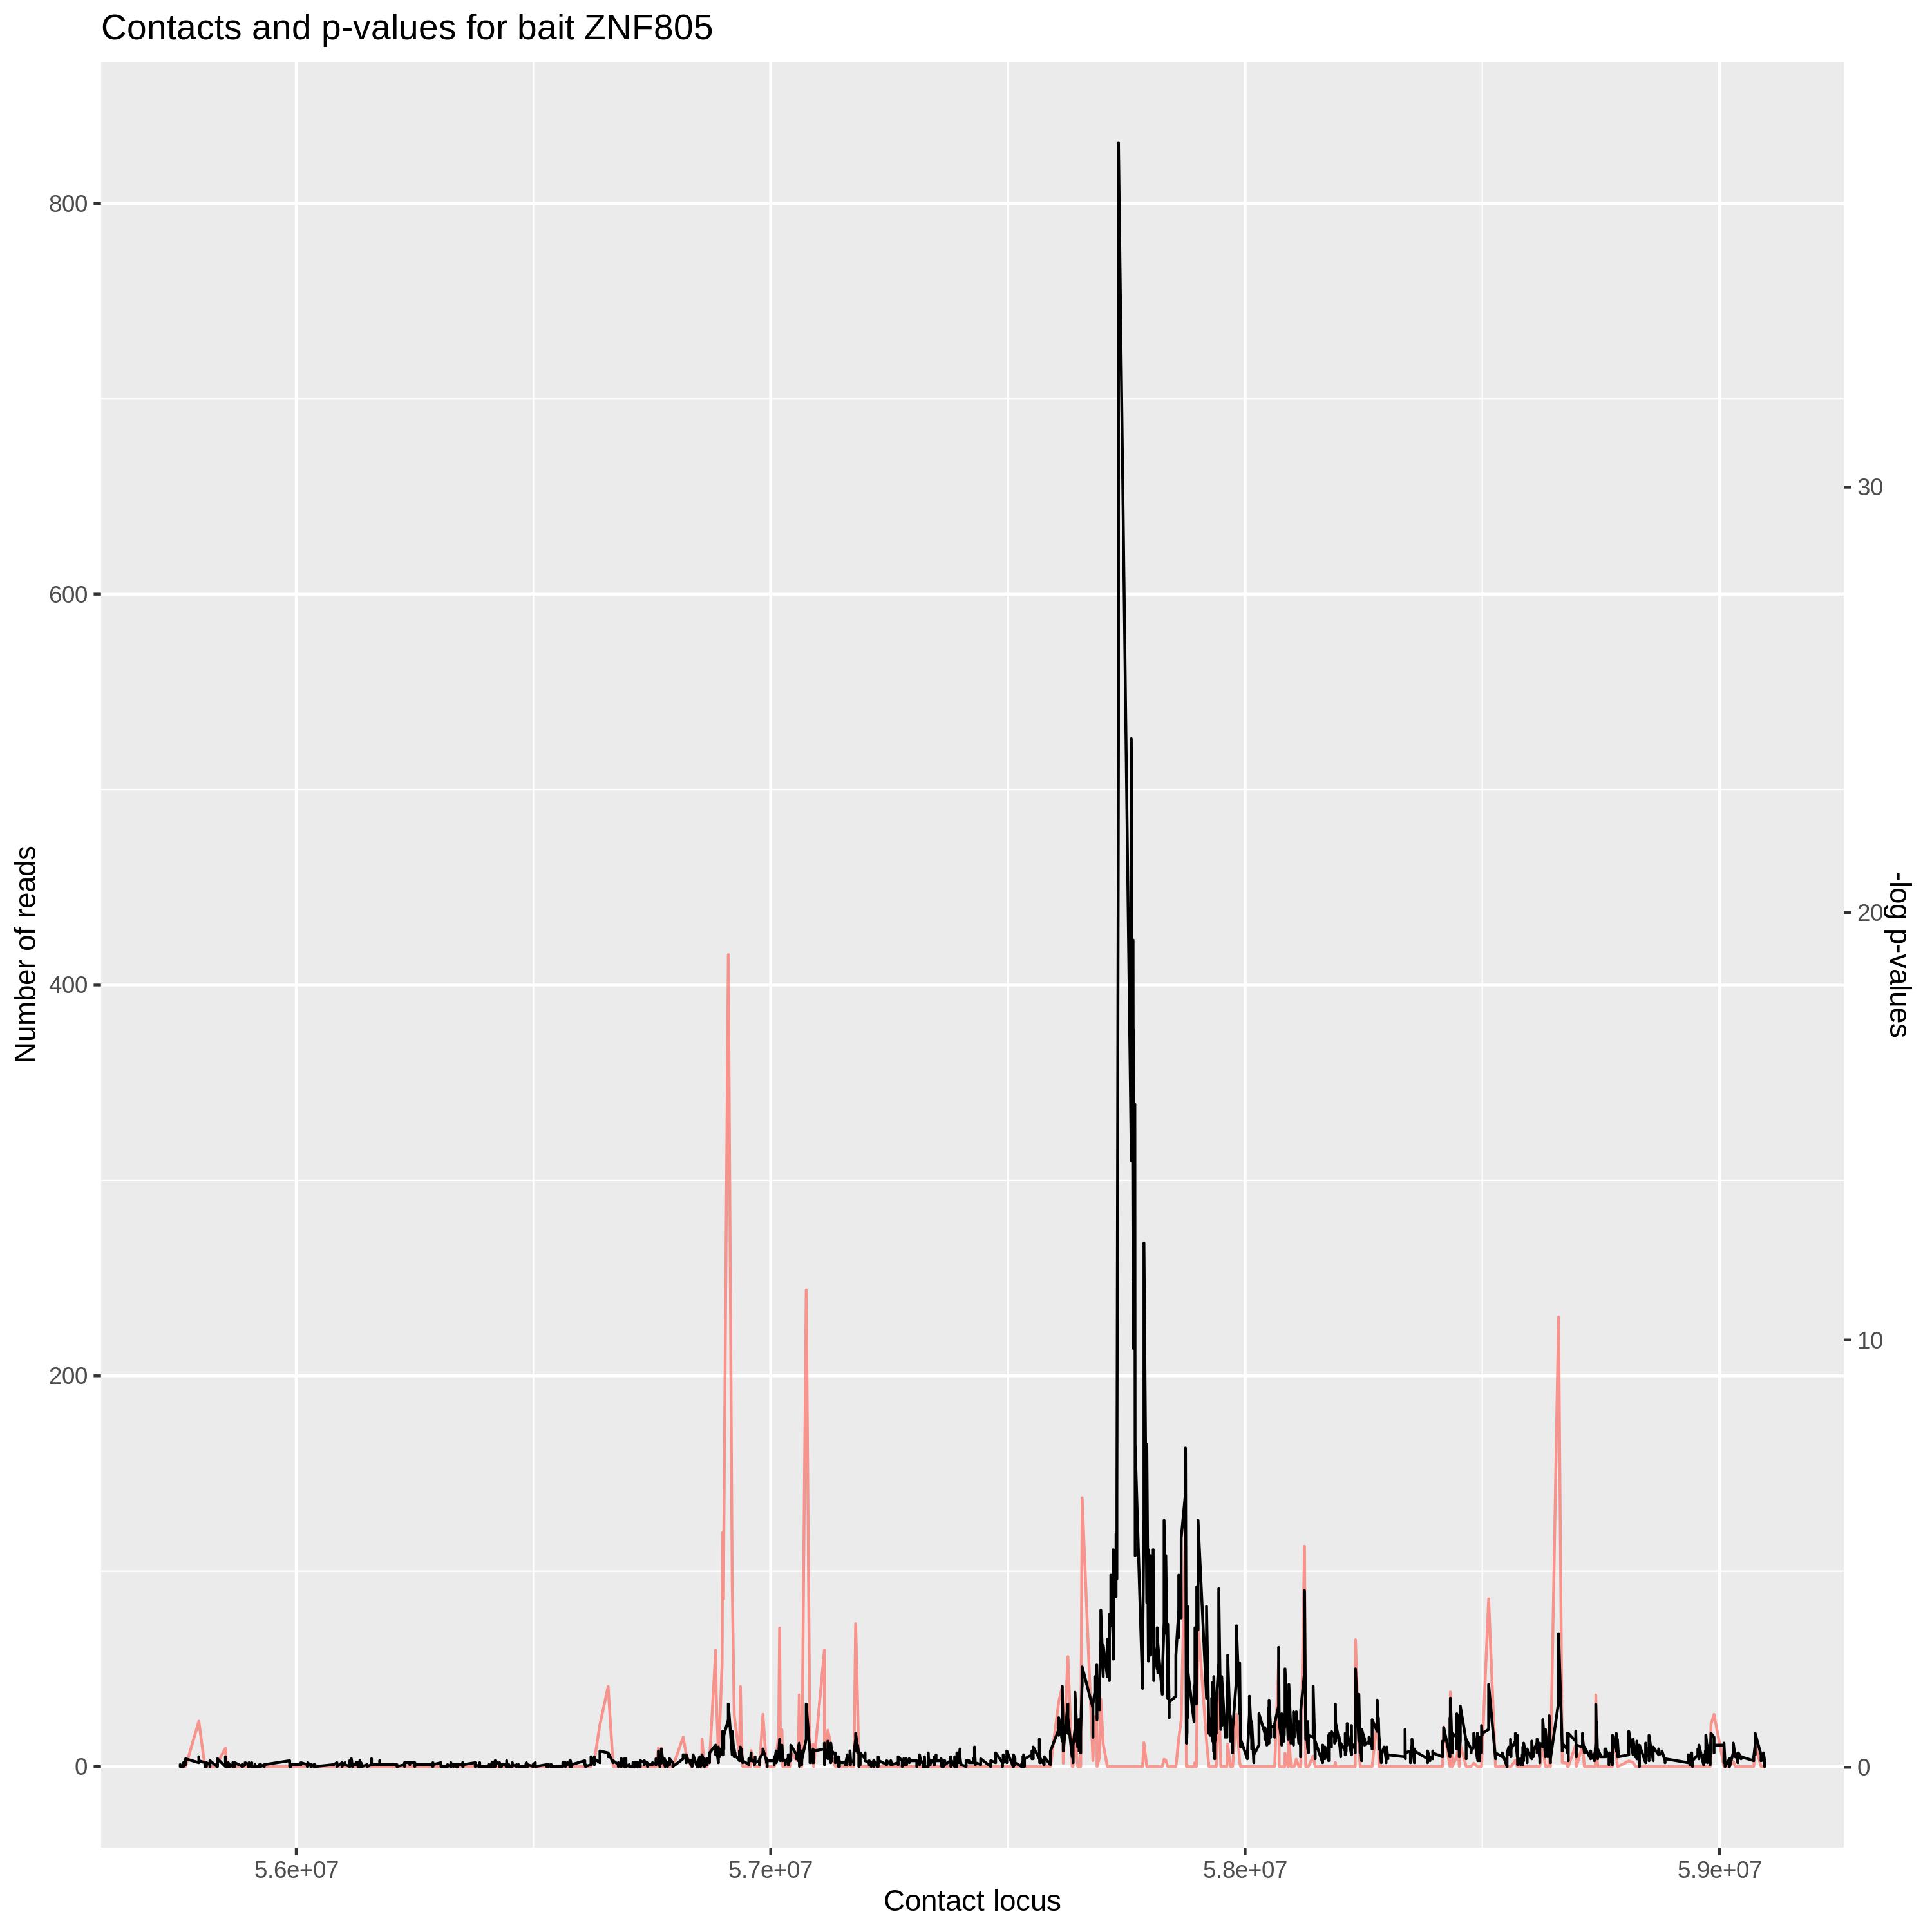 Contacts and p-values for bait ZNF805
800
600
400
200
0
Number of reads
30
20
10
0
-log p-values
5.6e+07
5.7e+07
5.8e+07
5.9e+07
Contact locus